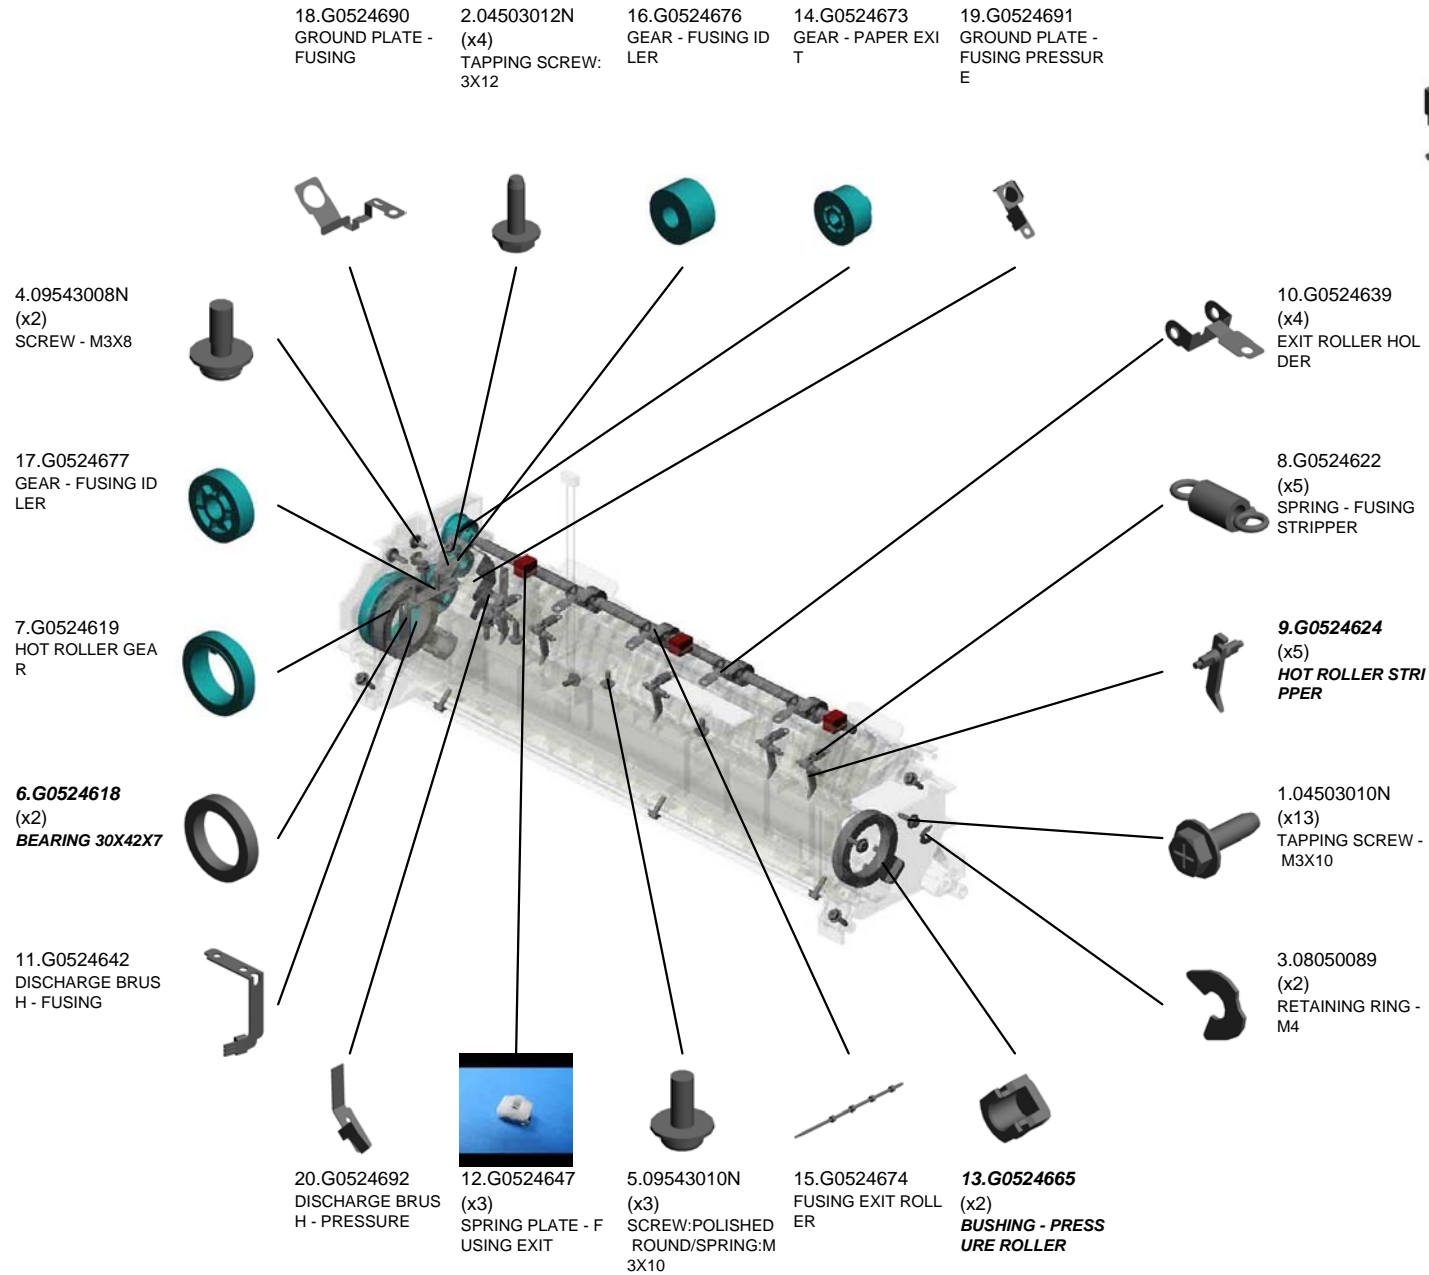 18.G0524690
GROUND PLATE -
FUSING
2.04503012N
(x4)
TAPPING SCREW:
3X12
16.G0524676
GEAR - FUSING ID
LER
14.G0524673
GEAR - PAPER EXI
T
19.G0524691
GROUND PLATE -
FUSING PRESSUR
E
4.09543008N
(x2)
SCREW - M3X8
10.G0524639
(x4)
EXIT ROLLER HOL
DER
17.G0524677
GEAR - FUSING ID
LER
8.G0524622
(x5)
SPRING - FUSING
STRIPPER
7.G0524619
HOT ROLLER GEA
R
9.G0524624
(x5)
HOT ROLLER STRI
PPER
6.G0524618
(x2)
BEARING 30X42X7
1.04503010N
(x13)
TAPPING SCREW -
M3X10
11.G0524642
DISCHARGE BRUS
H - FUSING
3.08050089
(x2)
RETAINING RING -
M4
20.G0524692
DISCHARGE BRUS
H - PRESSURE
12.G0524647
(x3)
SPRING PLATE - F
USING EXIT
5.09543010N
(x3)
SCREW:POLISHED
ROUND/SPRING:M
3X10
15.G0524674
FUSING EXIT ROLL
ER
13.G0524665
(x2)
BUSHING - PRESS
URE ROLLER